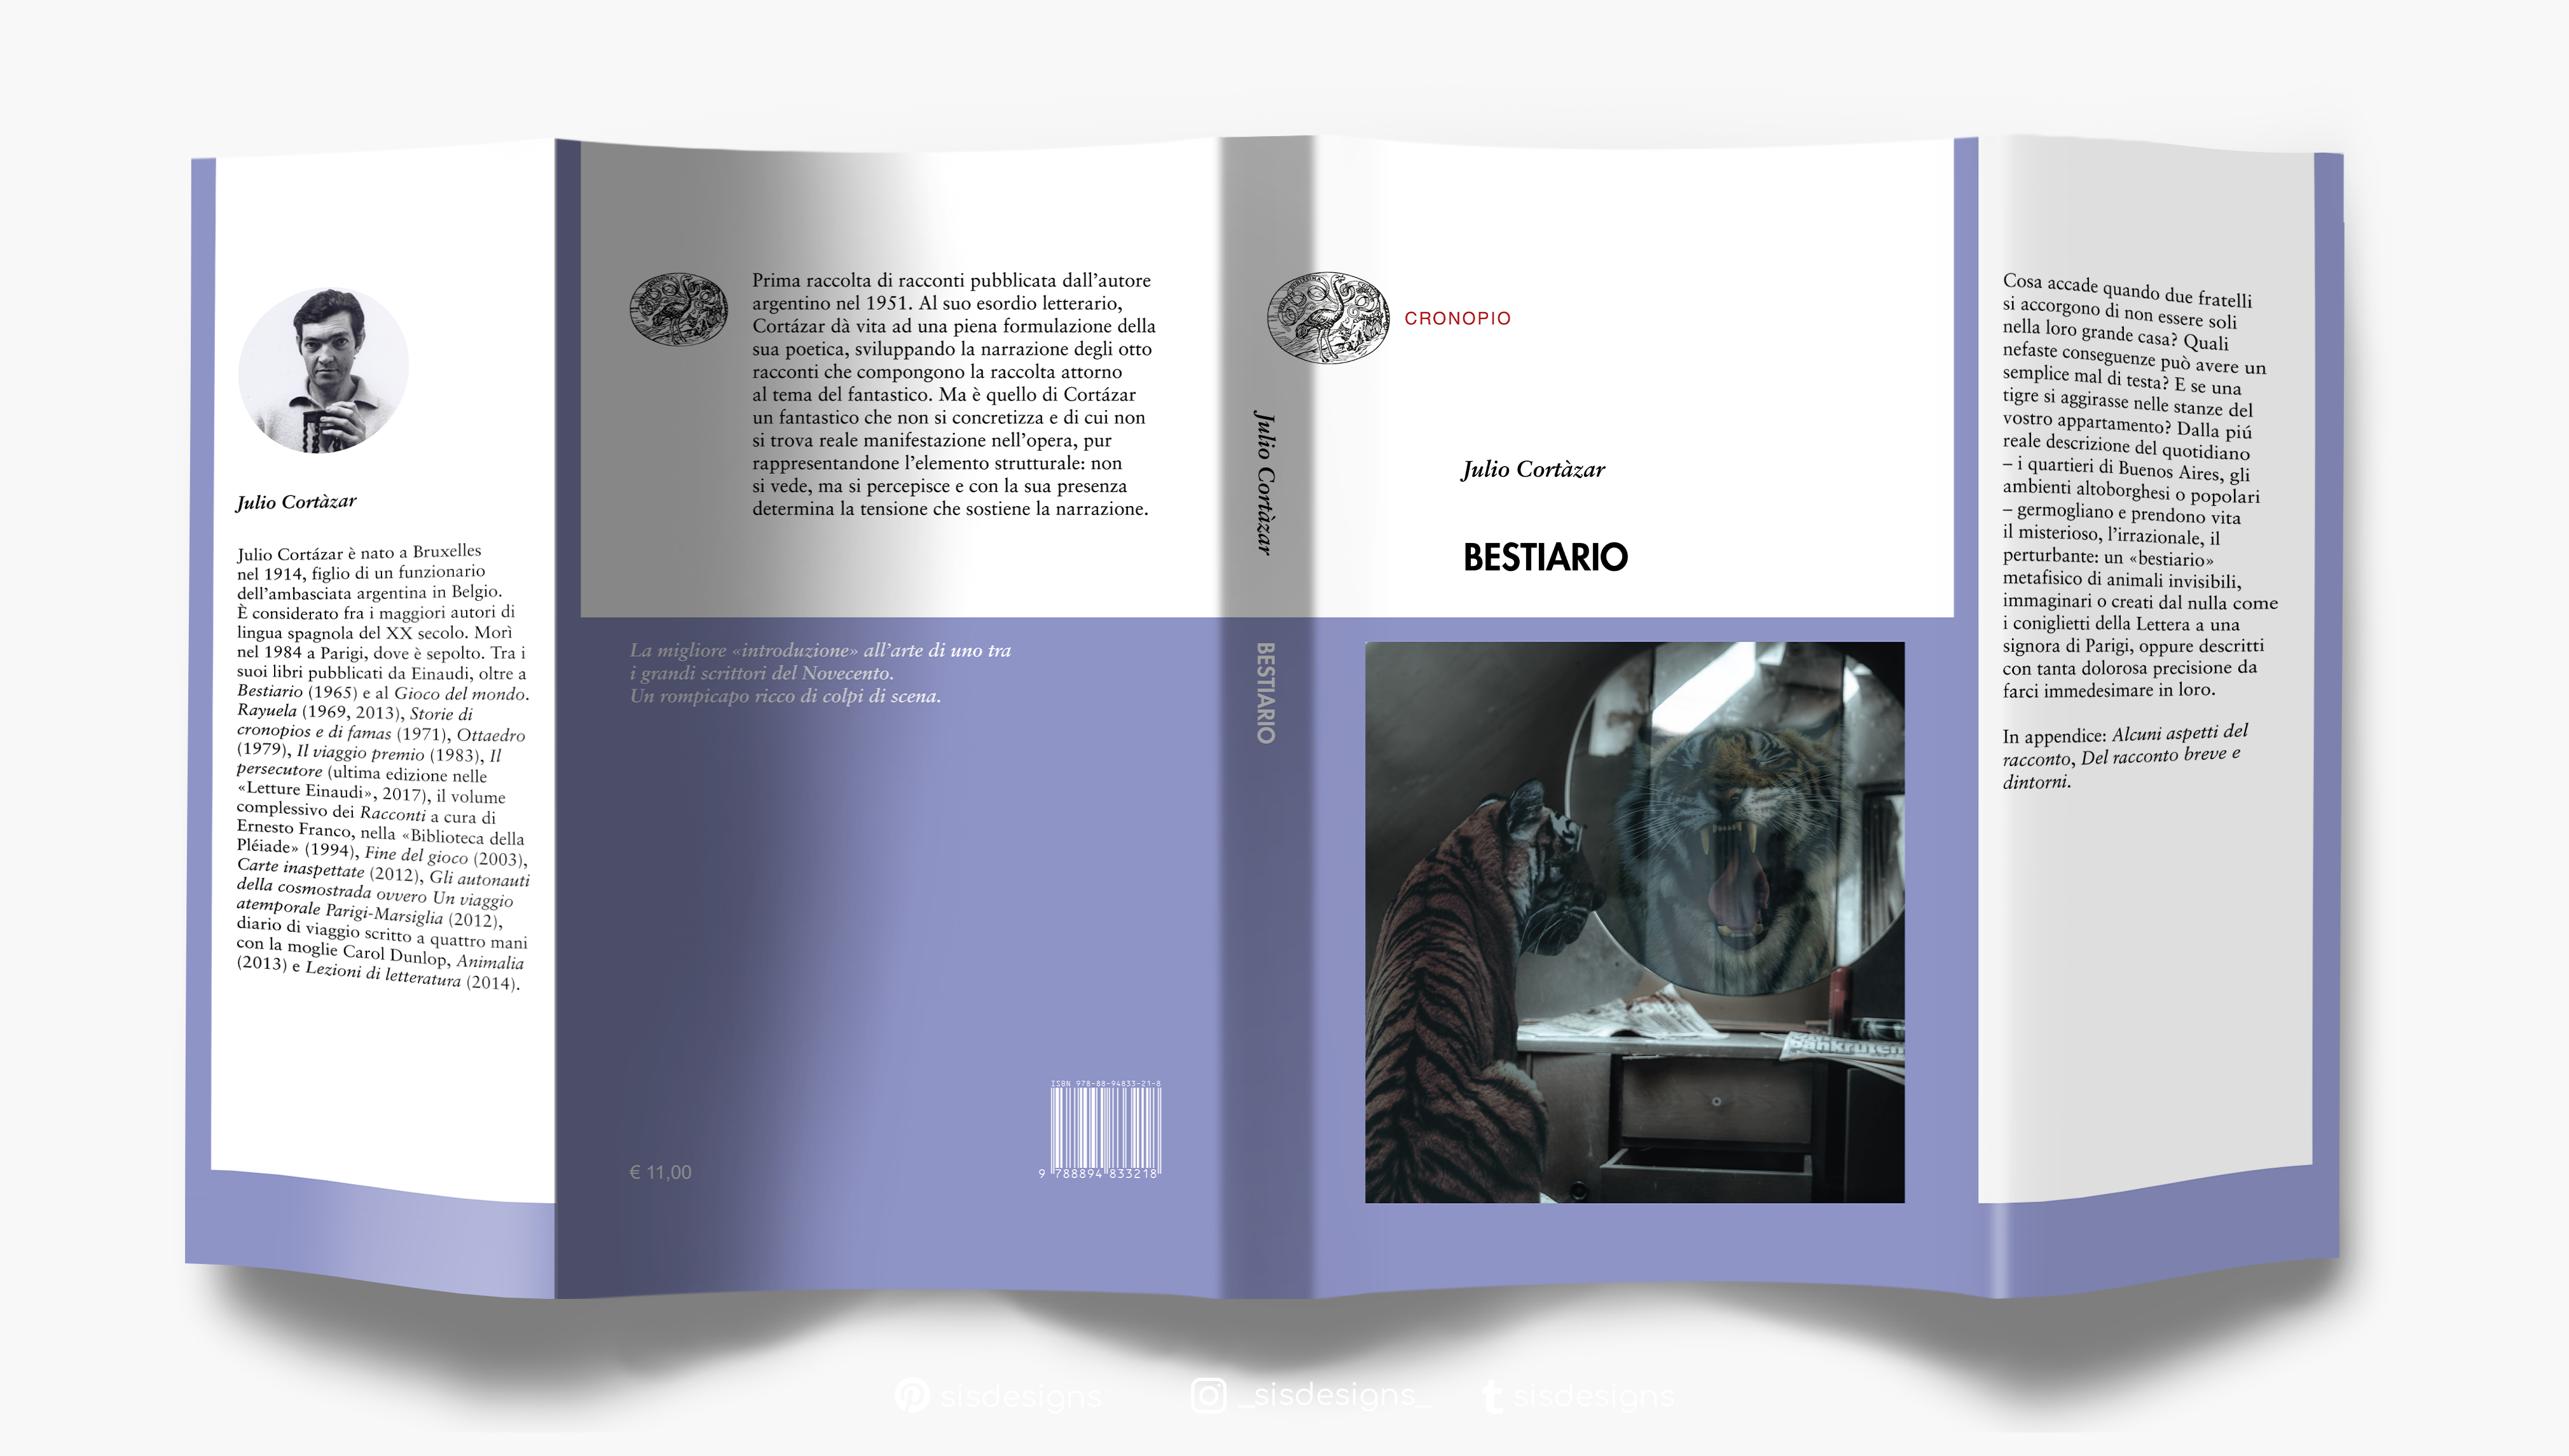 Julio Cortàzar
Julio Cortázar è nato a Bruxelles
nel 1914, figlio di un funzionario
dell’ambasciata argentina in Belgio.
È considerato fra i maggiori autori di
lingua spagnola del XX secolo. Morì
nel 1984 a Parigi, dove è sepolto. Tra i
suoi libri pubblicati da Einaudi, oltre a
Bestiario (1965) e al Gioco del mondo.
Rayuela (1969, 2013), Storie di
cronopios e di famas (1971), Ottaedro
(1979), Il viaggio premio (1983), Il
persecutore (ultima edizione nelle
«Letture Einaudi», 2017), il volume
complessivo dei Racconti a cura di
Ernesto Franco, nella «Biblioteca della
Pléiade» (1994), Fine del gioco (2003),
Carte inaspettate (2012), Gli autonauti
della cosmostrada ovvero Un viaggio
atemporale Parigi-Marsiglia (2012),
diario di viaggio scritto a quattro mani
con la moglie Carol Dunlop, Animalia
(2013) e Lezioni di letteratura (2014).
Prima raccolta di racconti pubblicata dall’autore
argentino nel 1951. Al suo esordio letterario,
Cortázar dà vita ad una piena formulazione della
sua poetica, sviluppando la narrazione degli otto
racconti che compongono la raccolta attorno
al tema del fantastico. Ma è quello di Cortázar
un fantastico che non si concretizza e di cui non
si trova reale manifestazione nell’opera, pur
rappresentandone l’elemento strutturale: non
si vede, ma si percepisce e con la sua presenza
determina la tensione che sostiene la narrazione.
La migliore «introduzione» all’arte di uno tra
i grandi scrittori del Novecento.
Un rompicapo ricco di colpi di scena.
€ 11,00
ISBN 978-88-94833-21-8
9 788894 833218
Julio Cortàzar
BESTIARIO
CRONOPIO
Julio Cortàzar
BESTIARIO
Cosa accade quando due fratelli
si accorgono di non essere soli
nella loro grande casa? Quali
nefaste conseguenze può avere un
semplice mal di testa? E se una
tigre si aggirasse nelle stanze del
vostro appartamento? Dalla piú
reale descrizione del quotidiano
– i quartieri di Buenos Aires, gli
ambienti altoborghesi o popolari
– germogliano e prendono vita
il misterioso, l’irrazionale, il
perturbante: un «bestiario»
metafisico di animali invisibili,
immaginari o creati dal nulla come
i coniglietti della Lettera a una
signora di Parigi, oppure descritti
con tanta dolorosa precisione da
farci immedesimare in loro.
In appendice: Alcuni aspetti del
racconto, Del racconto breve e
dintorni.
sisdesigns
_sisdesigns_
sisdesigns